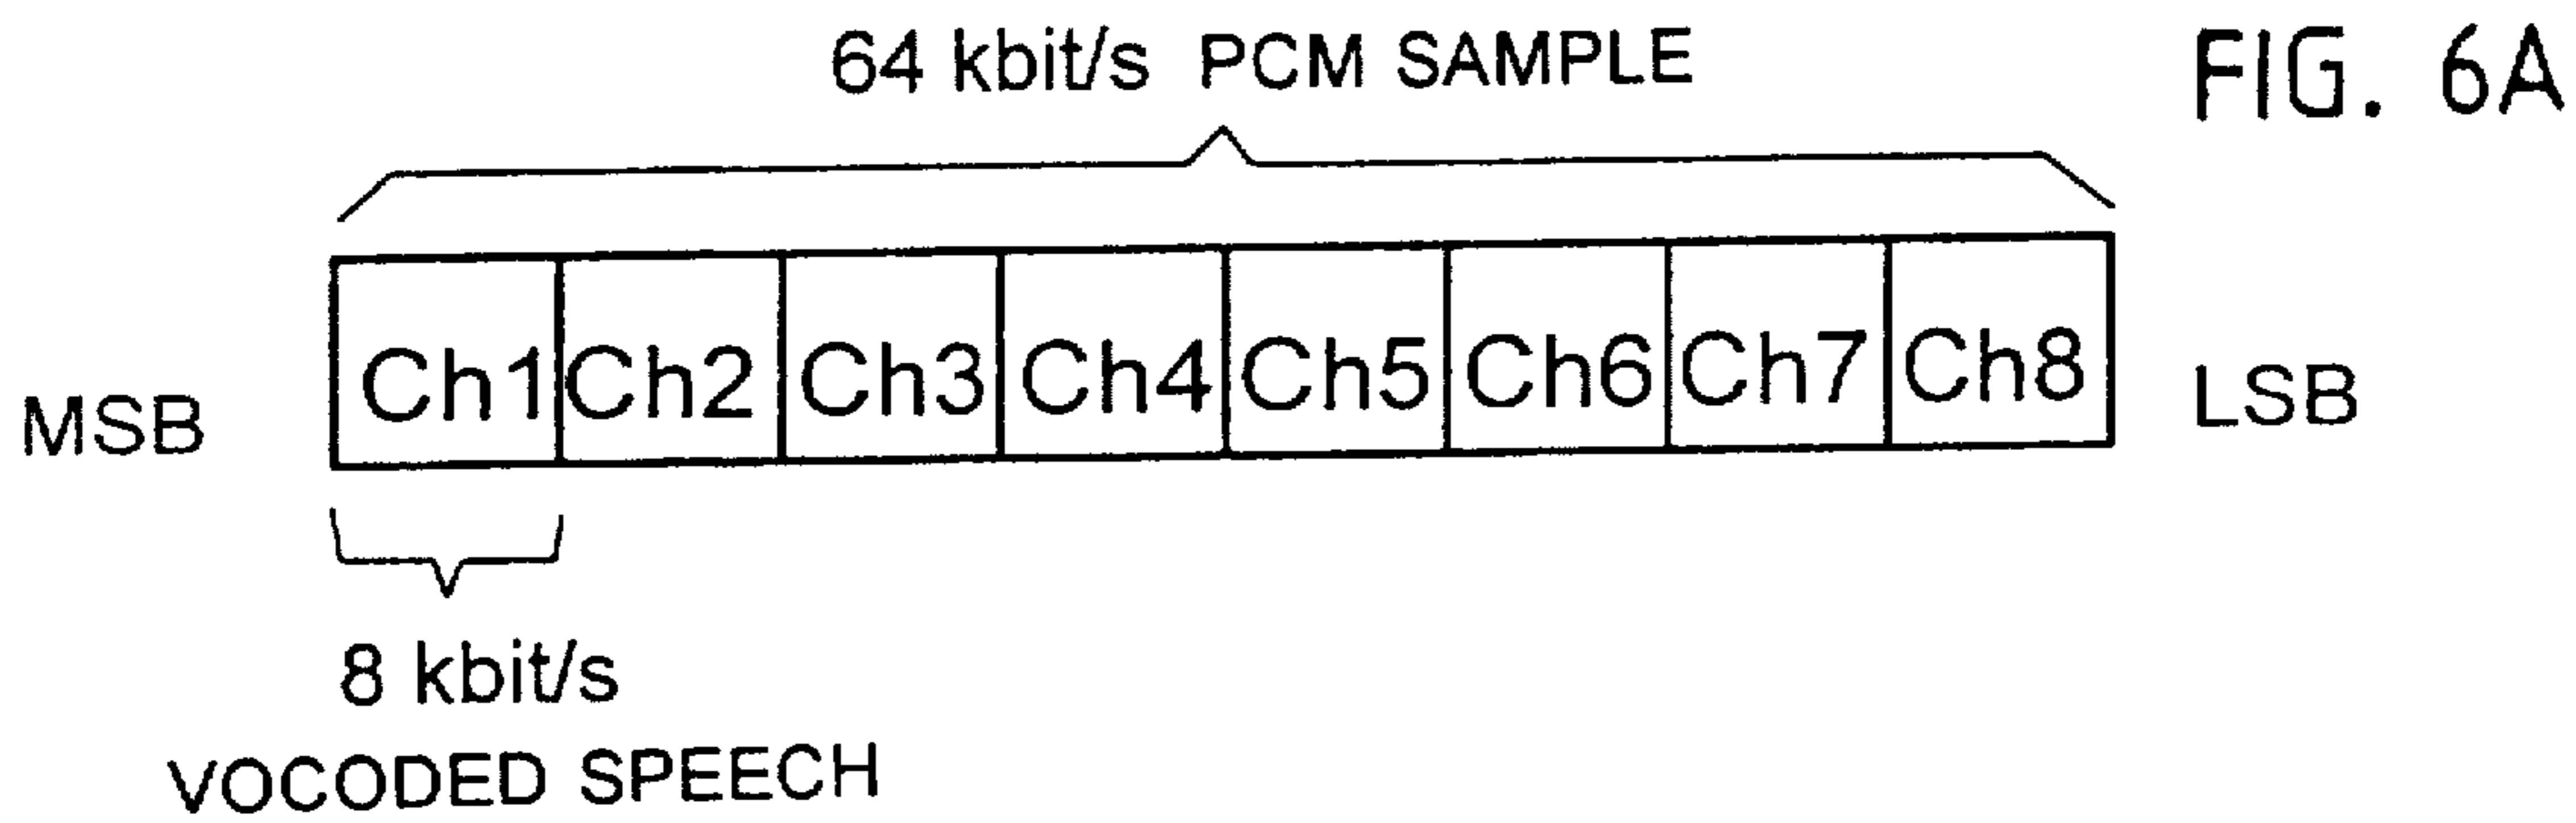 64 kbit/s PCM SAMPLE
FIG. 6A
MSB
Ch1 Ch2 Ch3 Ch4 Ch5 Ch6 Ch7 Ch8
LSB
8 kbit/s
VOCODED SPEECH